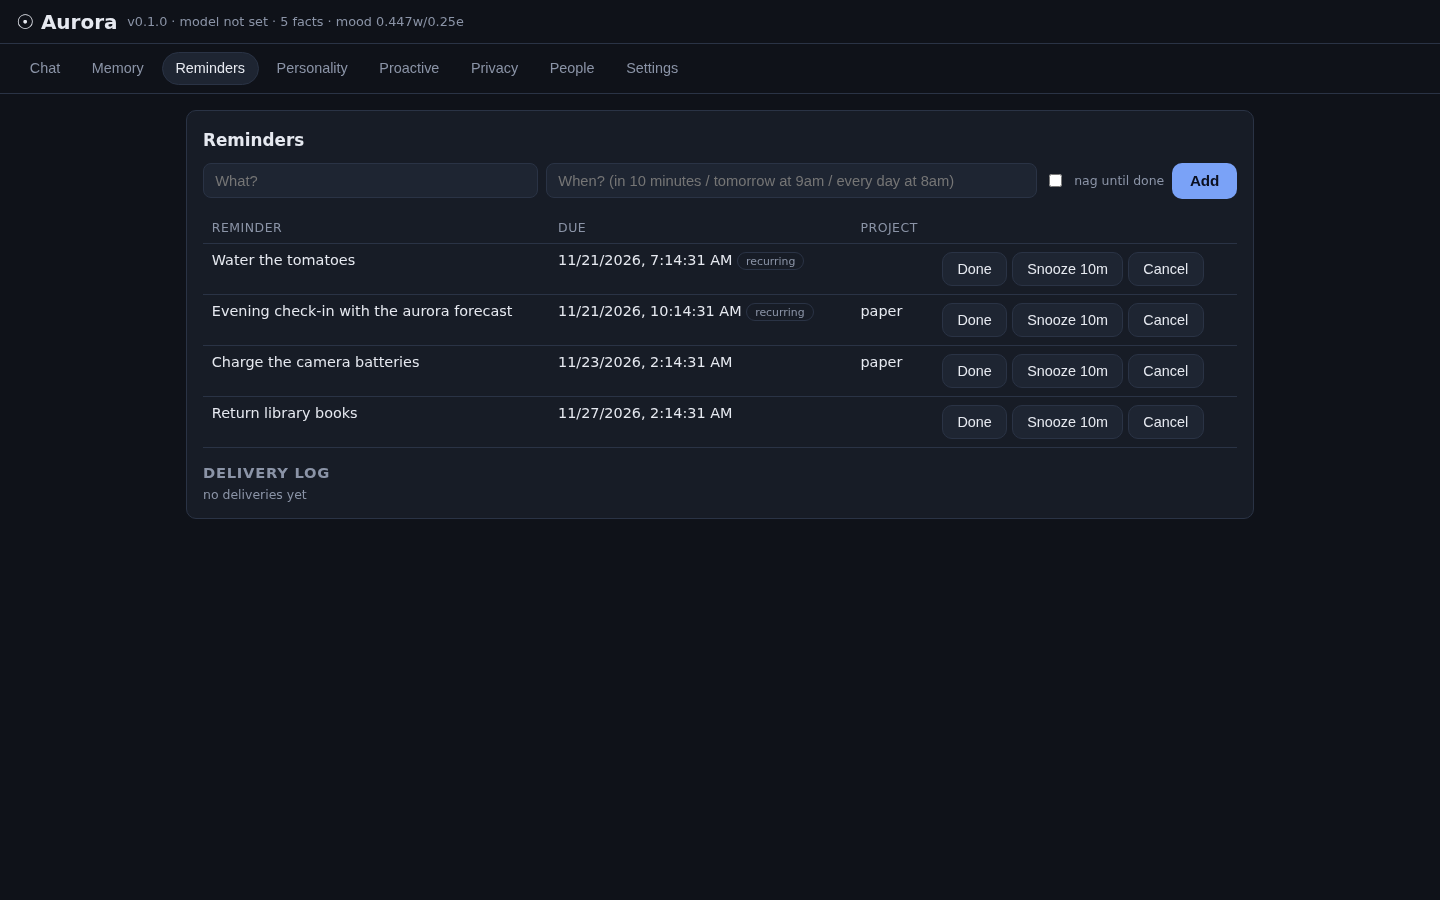 Aurora v0.1.0 · model not set · 5 facts · mood 0.447w/0.25e
Chat Memory Reminders Personality Proactive Privacy People Settings
Reminders
What? When? (in 10 minutes / tomorrow at 9am / every day at 8am) nag until done Add
REMINDER DUE PROJECT
Water the tomatoes 11/21/2026, 7:14:31 AM recurring Done Snooze 10m Cancel
Evening check-in with the aurora forecast 11/21/2026, 10:14:31 AM recurring paper Done Snooze 10m Cancel
Charge the camera batteries 11/23/2026, 2:14:31 AM paper Done Snooze 10m Cancel
Return library books 11/27/2026, 2:14:31 AM Done Snooze 10m Cancel
DELIVERY LOG
no deliveries yet